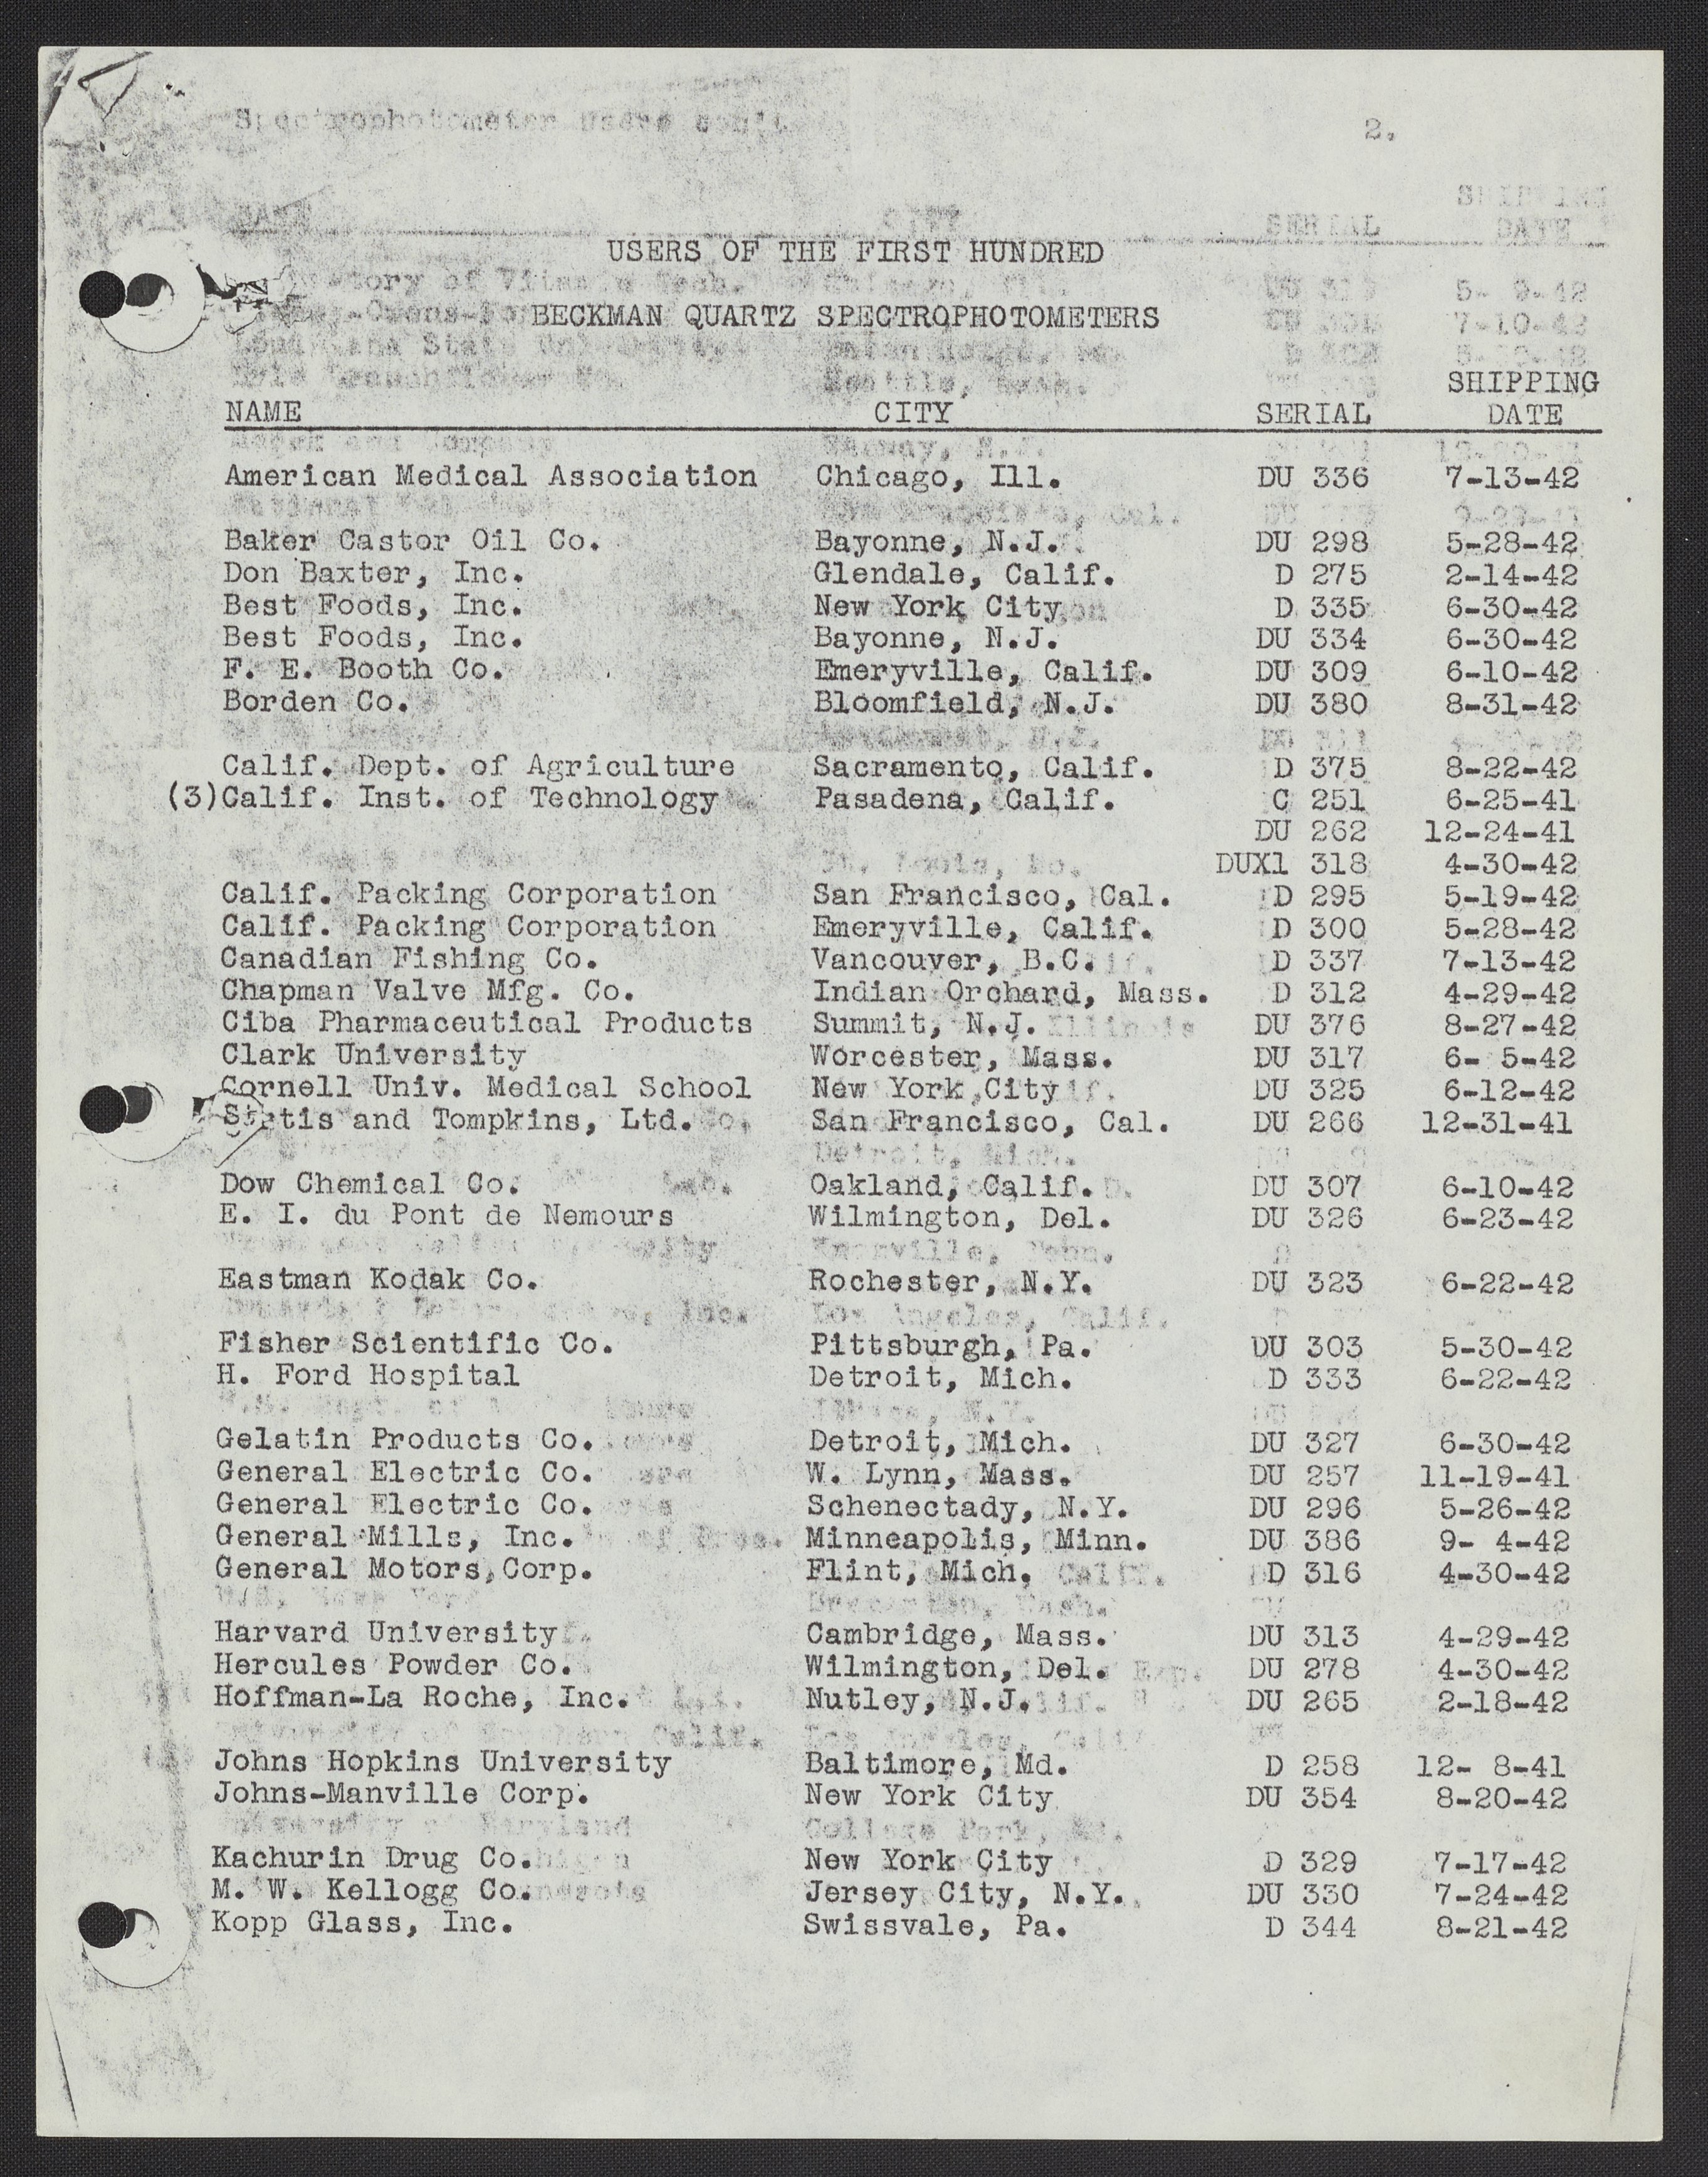 Spectrophotometer Users con't.
2.
USERS OF THE FIRST HUNDRED
BECKMAN QUARTZ SPECTROPHOTOMETERS
SHIPPING
NAME CITY SERIAL DATE
American Medical Association Chicago, Ill. DU 336 7-13-42
Baker Castor Oil Co. Bayonne, N.J. DU 298 5-28-42
Don Baxter, Inc. Glendale, Calif. D 275 2-14-42
Best Foods, Inc. New York City D 335 6-30-42
Best Foods, Inc. Bayonne, N.J. DU 334 6-30-42
F. E. Booth Co. Emeryville, Calif. DU 309 6-10-42
Borden Co. Bloomfield, N.J. DU 380 8-31-42
Calif. Dept. of Agriculture Sacramento, Calif. D 375 8-22-42
(3)Calif. Inst. of Technology Pasadena, Calif. C 251 6-25-41
DU 262 12-24-41
DUX1 318 4-30-42
Calif. Packing Corporation San Francisco, Cal. D 295 5-19-42
Calif. Packing Corporation Emeryville, Calif. D 300 5-28-42
Canadian Fishing Co. Vancouver, B.C. D 337 7-13-42
Chapman Valve Mfg. Co. Indian Orchard, Mass. D 312 4-29-42
Ciba Pharmaceutical Products Summit, N.J. DU 376 8-27-42
Clark University Worcester, Mass. DU 317 6- 5-42
Cornell Univ. Medical School New York City DU 325 6-12-42
and Tompkins, Ltd. San Francisco, Cal. DU 266 12-31-41
Dow Chemical Co. Oakland, Calif. DU 307 6-10-42
E. I. du Pont de Nemours Wilmington, Del. DU 326 6-23-42
Eastman Kodak Co. Rochester, N.Y. DU 323 6-22-42
Fisher Scientific Co. Pittsburgh, Pa. DU 303 5-30-42
H. Ford Hospital Detroit, Mich. D 333 6-22-42
Gelatin Products Co. Detroit, Mich. DU 327 6-30-42
General Electric Co. W. Lynn, Mass. DU 257 11-19-41
General Electric Co. Schenectady, N.Y. DU 296 5-26-42
General Mills, Inc. Minneapolis, Minn. DU 386 9- 4-42
General Motors Corp. Flint, Mich. D 316 4-30-42
Harvard University Cambridge, Mass. DU 313 4-29-42
Hercules Powder Co. Wilmington, Del. DU 278 4-30-42
Hoffman-La Roche, Inc. Nutley, N.J. DU 265 2-18-42
Johns Hopkins University Baltimore, Md. D 258 12- 8-41
Johns-Manville Corp. New York City DU 354 8-20-42
Kachurin Drug Co. New York City D 329 7-17-42
M. W. Kellogg Co. Jersey City, N.Y. DU 330 7-24-42
Kopp Glass, Inc. Swissvale, Pa. D 344 8-21-42